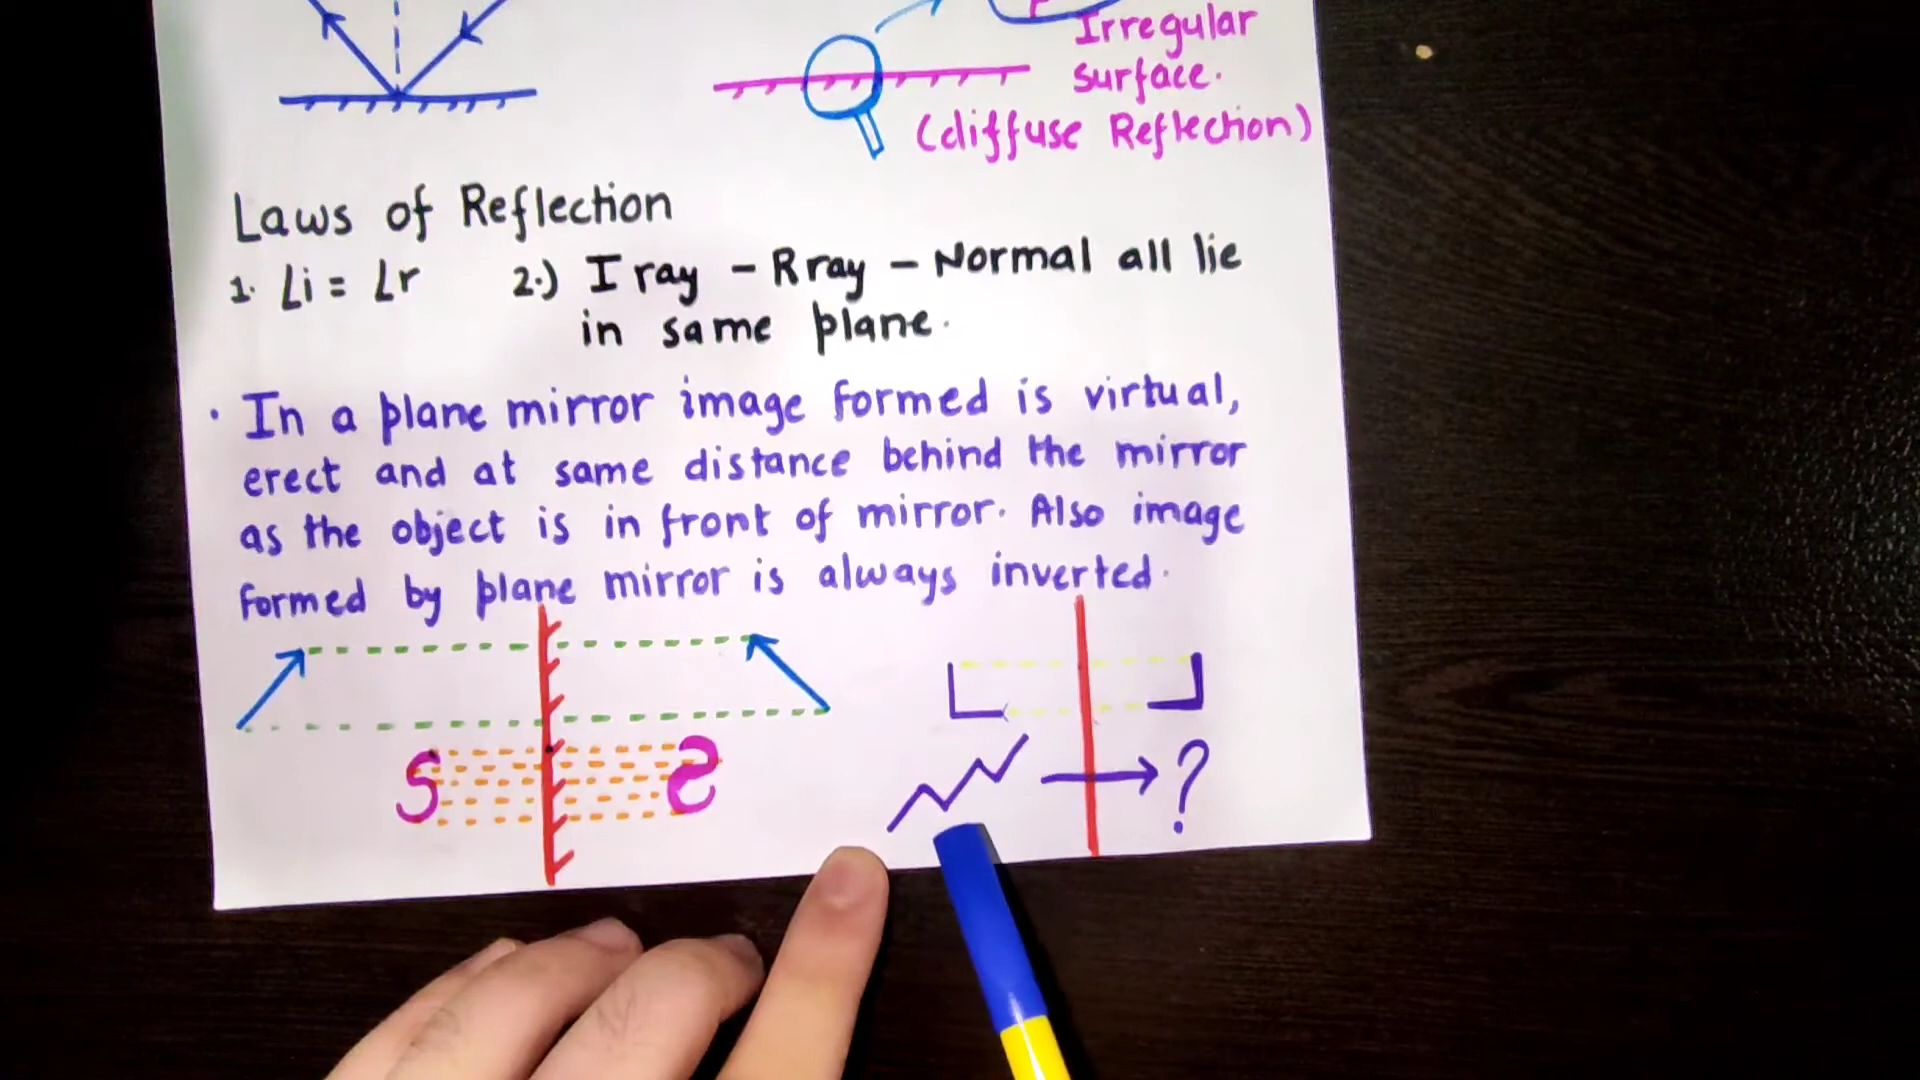 Irregular
surface.
(diffuse Reflection)
Laws of Reflection
1. ∠i = ∠r 2.) I ray - R ray - Normal all lie
in same plane.
· In a plane mirror image formed is virtual,
erect and at same distance behind the mirror
as the object is in front of mirror. Also image
formed by plane mirror is always inverted.
?